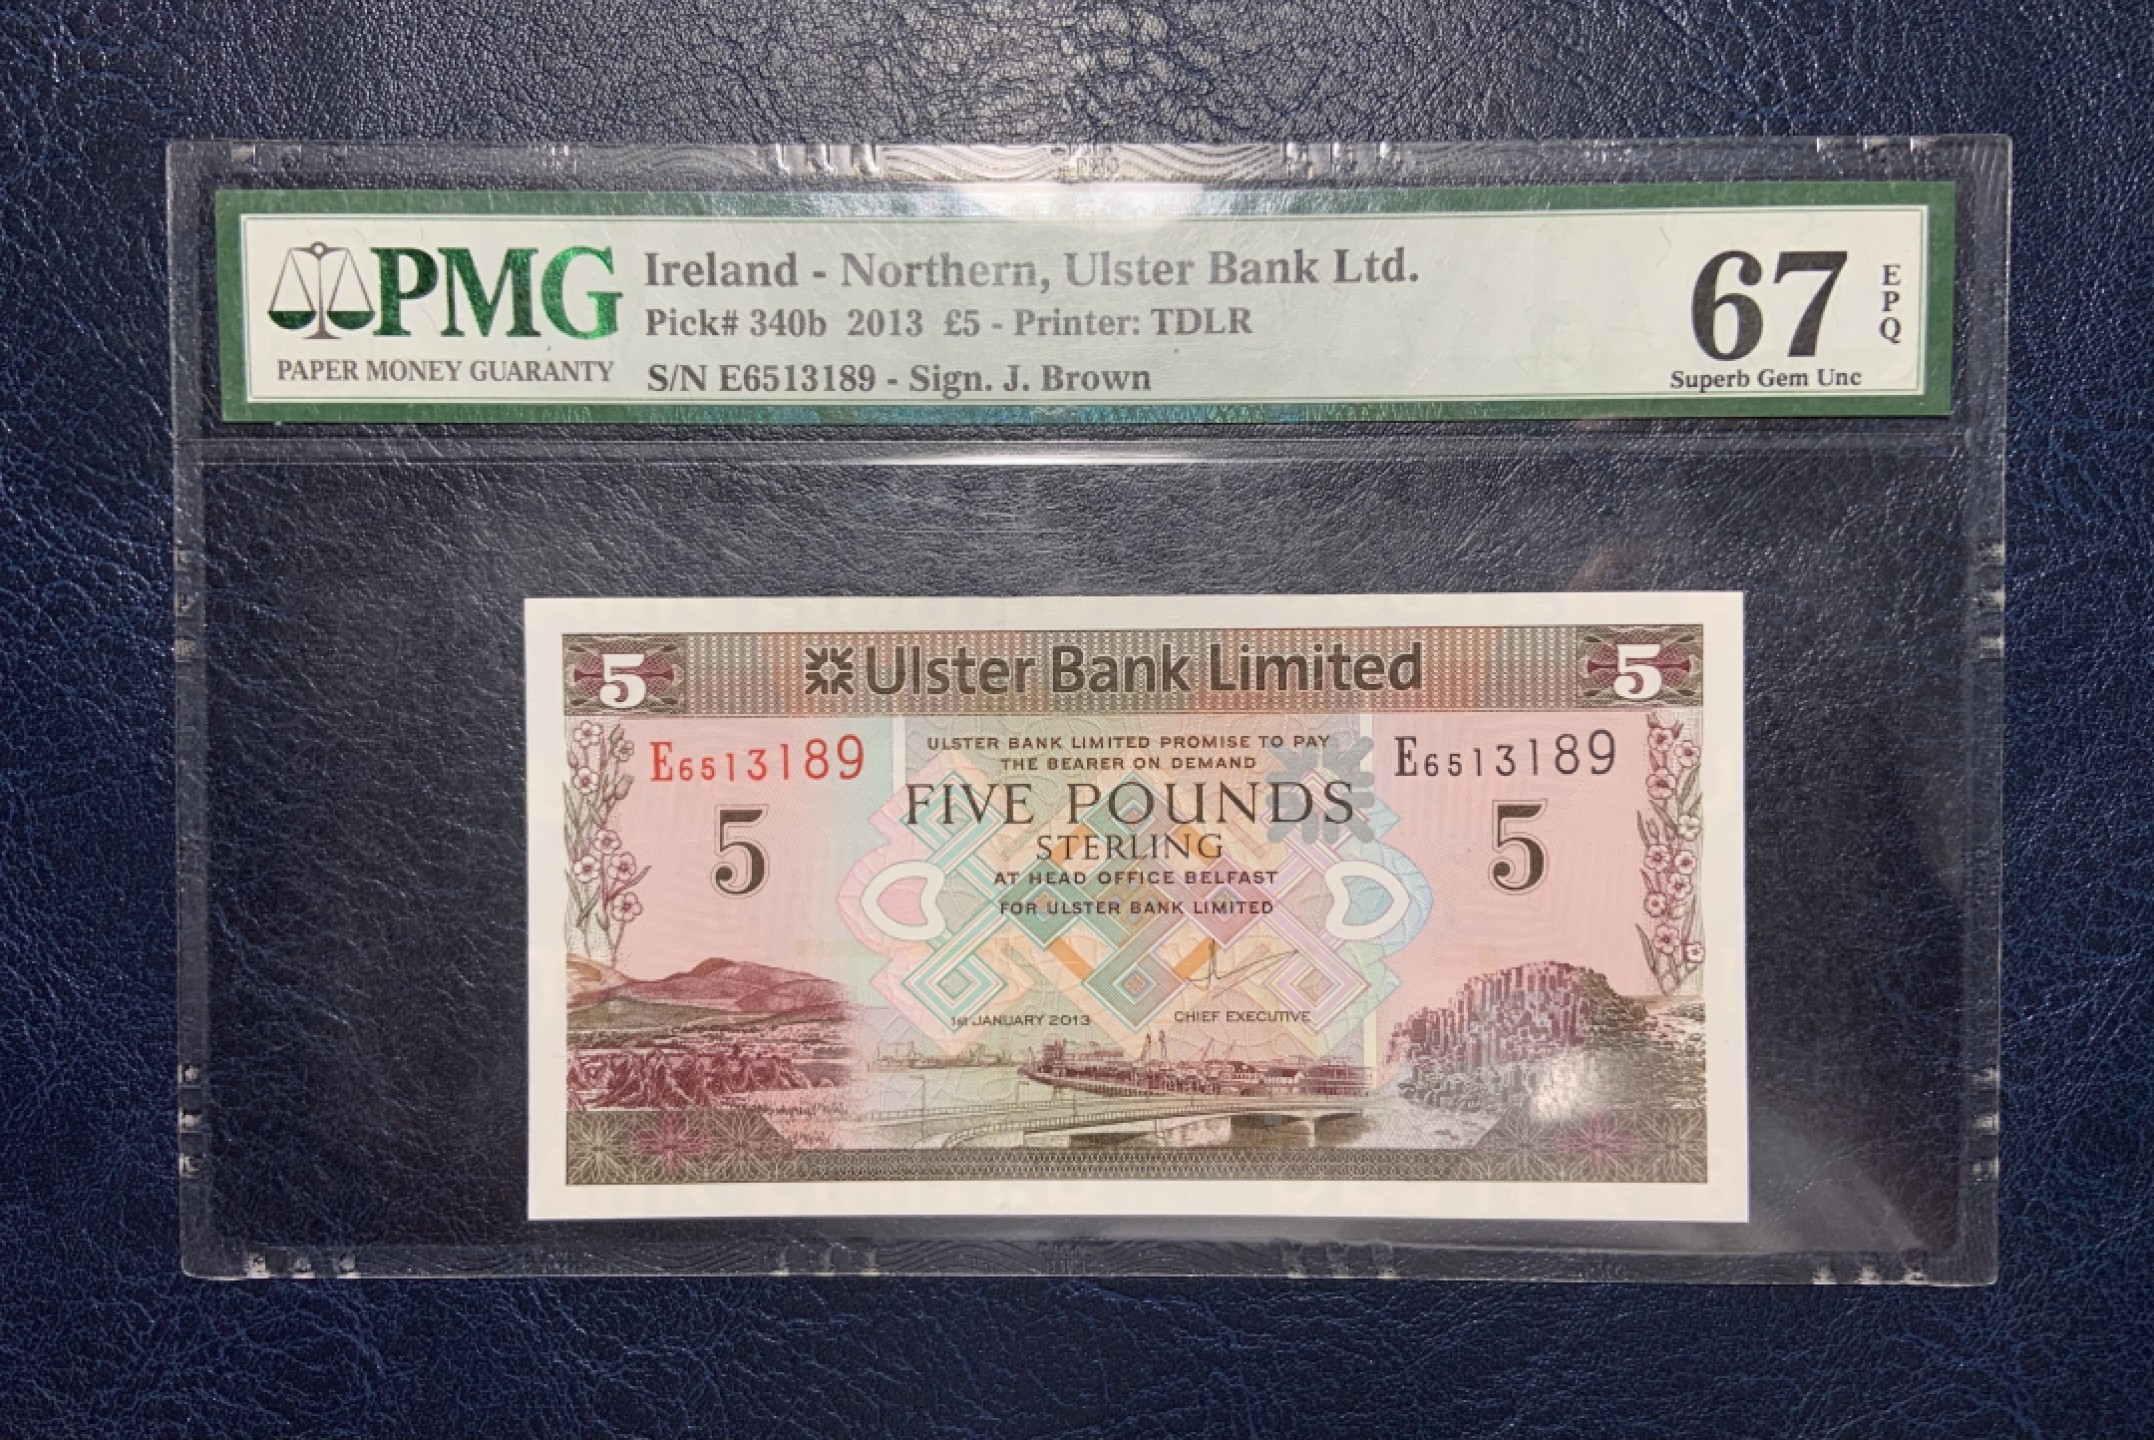 PMG
PAPER MONEY GUARANTY
Ireland - Northern, Ulster Bank Ltd.
Pick# 340b 2013 £5 - Printer: TDLR
S/N E6513189 - Sign. J. Brown
67
EPQ
Superb Gem Unc
5 Ulster Bank Limited 5
E6513189
ULSTER BANK LIMITED PROMISE TO PAY
THE BEARER ON DEMAND
E6513189
5 FIVE POUNDS 5
STERLING
AT HEAD OFFICE BELFAST
FOR ULSTER BANK LIMITED
1st JANUARY 2013 CHIEF EXECUTIVE